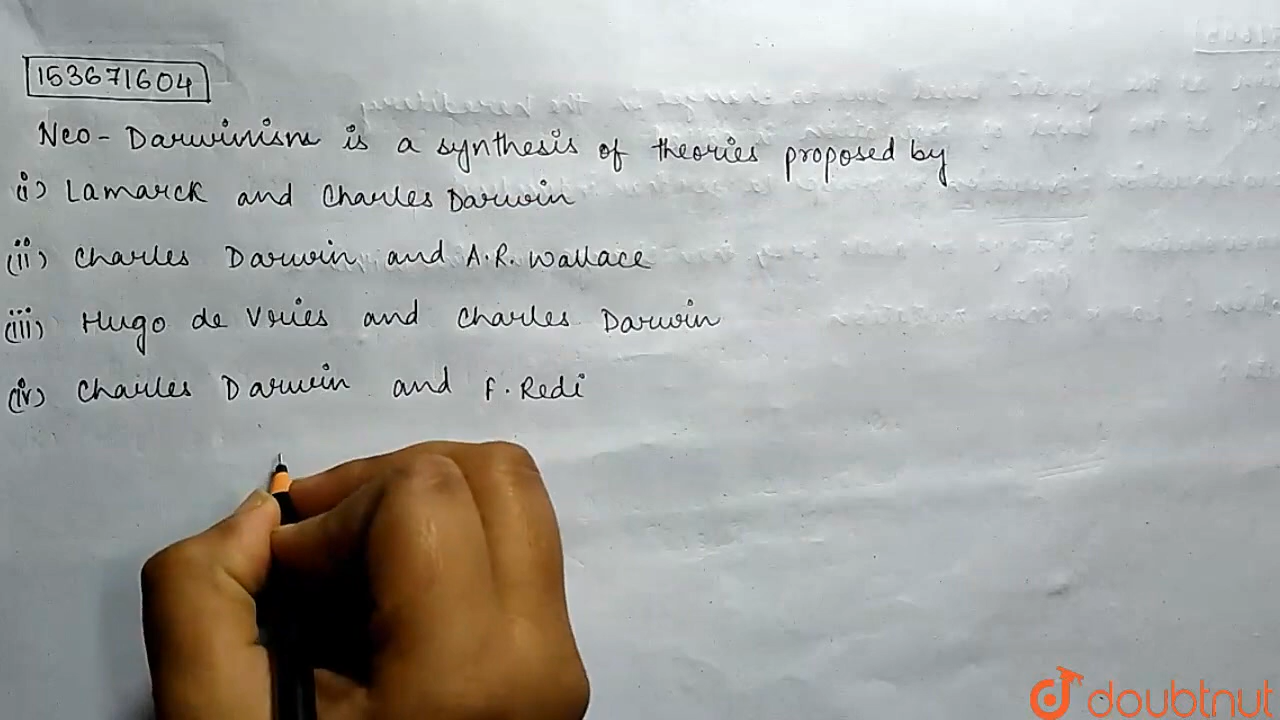 153671604
Neo-Darwinism is a synthesis of theories proposed by
(i) Lamarck and Charles Darwin
(ii) Charles Darwin and A.R. Wallace
(iii) Hugo de Vries and Charles Darwin
(iv) Charles Darwin and F. Redi
doubtnut